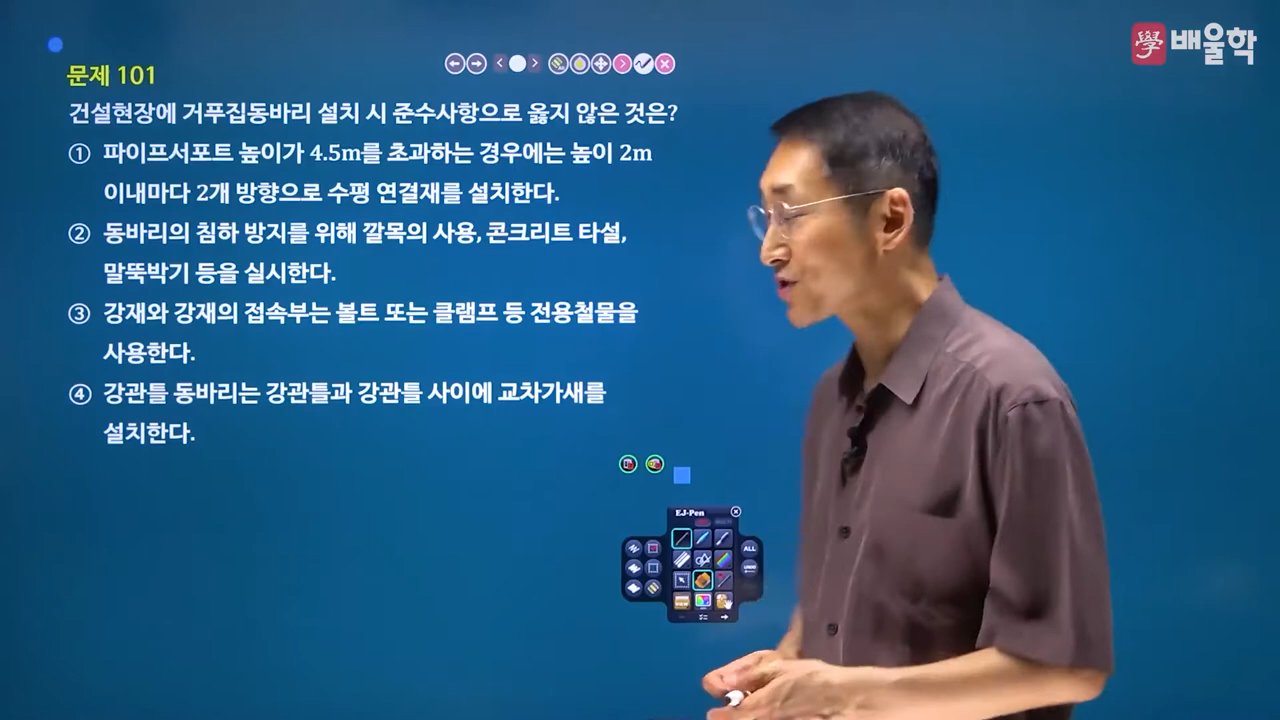 學 배울학
문제 101
건설현장에 거푸집동바리 설치 시 준수사항으로 옳지 않은 것은?
① 파이프서포트 높이가 4.5m를 초과하는 경우에는 높이 2m
이내마다 2개 방향으로 수평 연결재를 설치한다.
② 동바리의 침하 방지를 위해 깔목의 사용, 콘크리트 타설,
말뚝박기 등을 실시한다.
③ 강재와 강재의 접속부는 볼트 또는 클램프 등 전용철물을
사용한다.
④ 강관틀 동바리는 강관틀과 강관틀 사이에 교차가새를
설치한다.
EJ-Pen
ALL
UNDO
VIEW